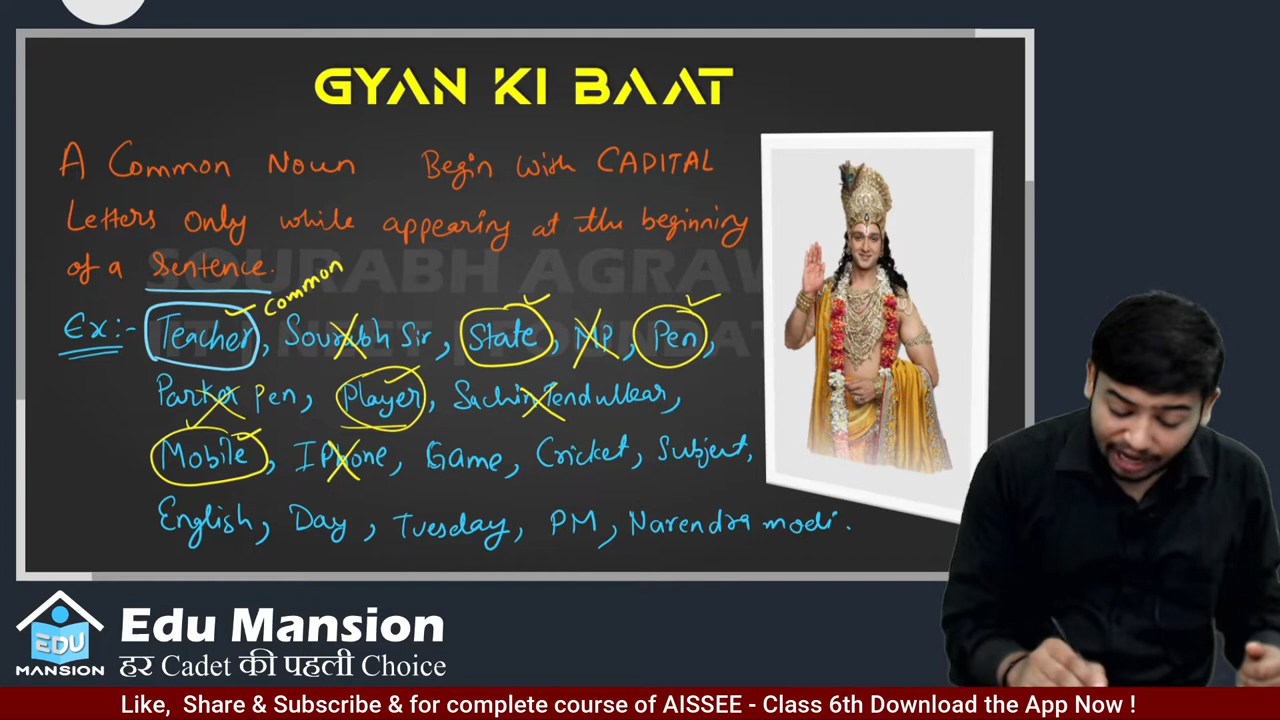 GYAN KI BAAT
A Common Noun Begin with CAPITAL
Letters Only while appearing at the beginning
of a Sentence.
Common
Ex:- Teacher, Sourabh Sir, State, MP, Pen,
Parker pen, Player, Sachin Tendulkar,
Mobile, IPhone, Game, Cricket, Subject,
English, Day, Tuesday, PM, Narendra modi.
SOURABH AGRAW
EDU
MANSION
Edu Mansion
हर Cadet की पहली Choice
Like, Share & Subscribe & for complete course of AISSEE - Class 6th Download the App Now !